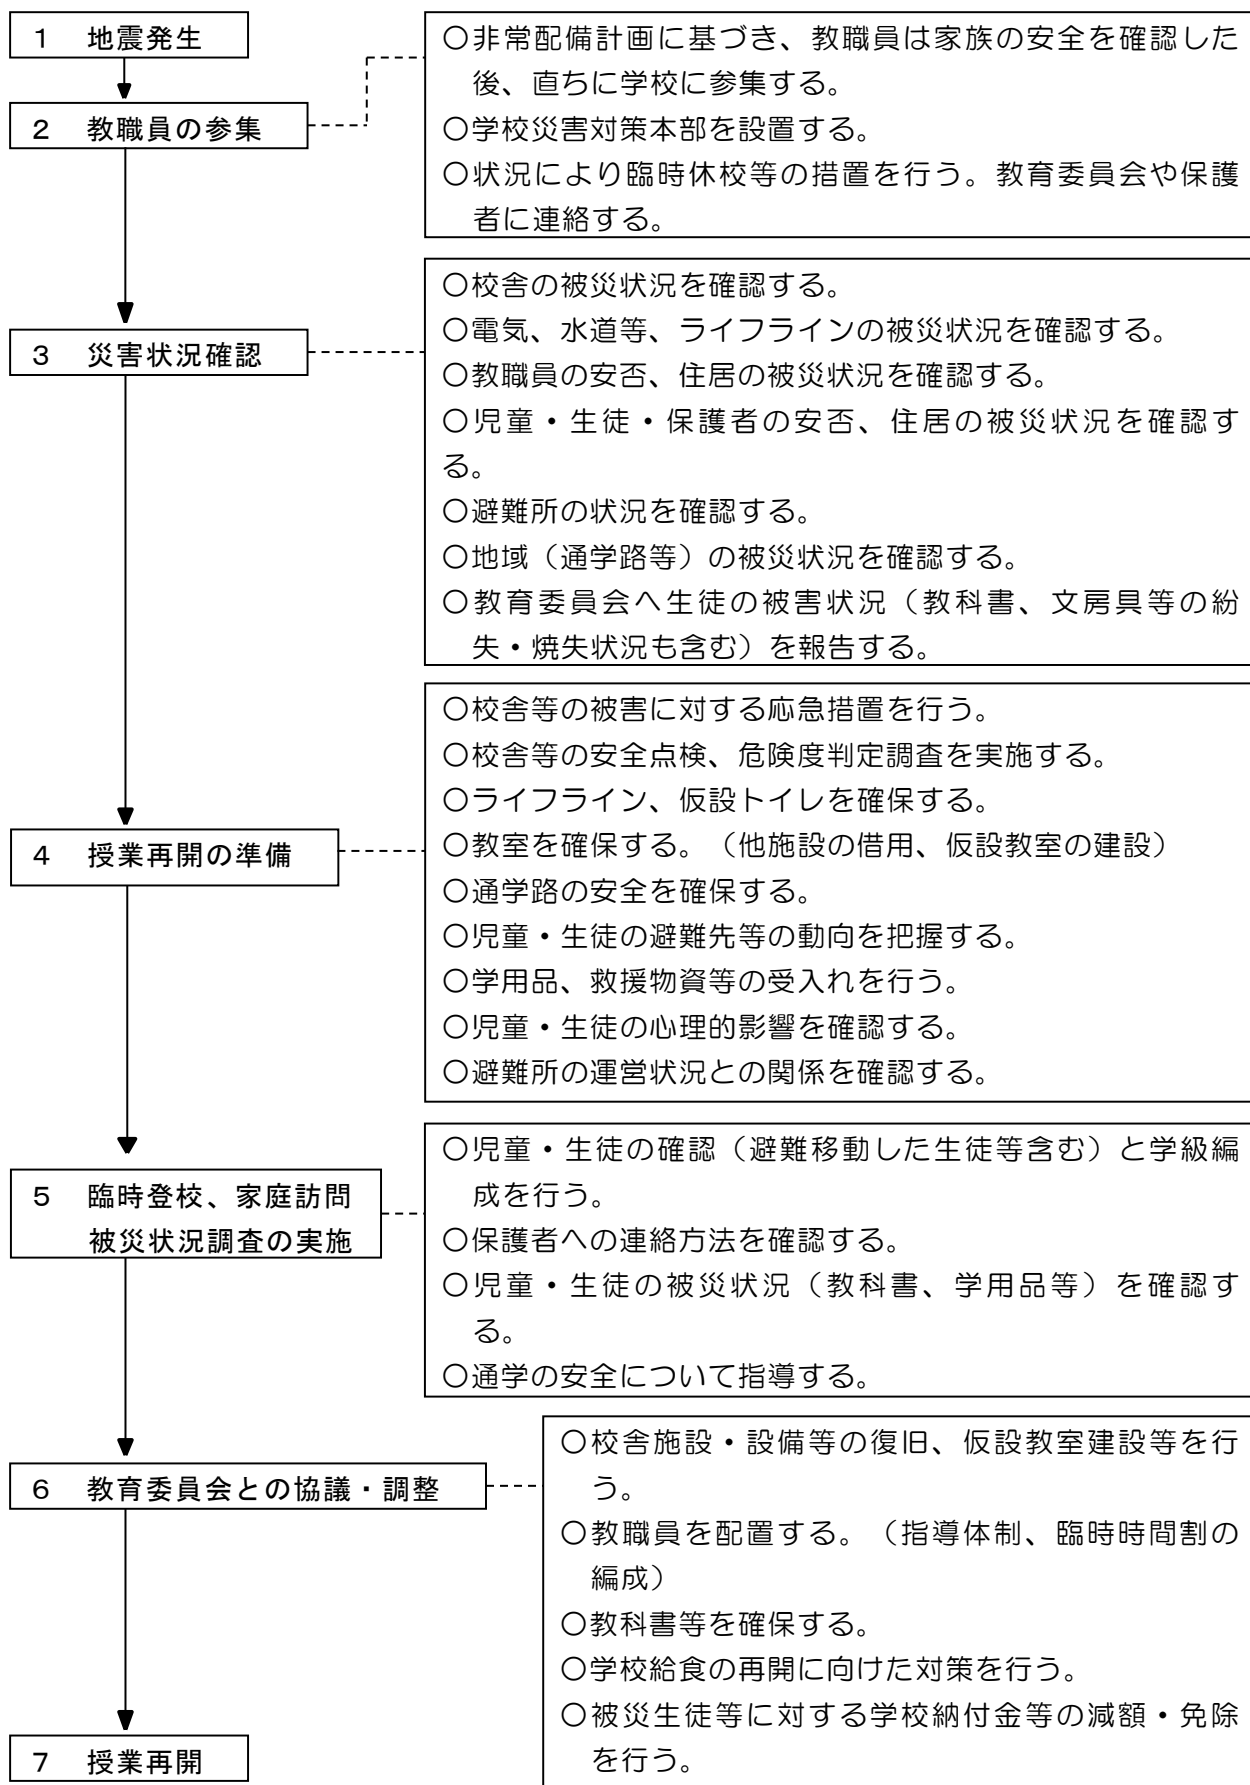 １　地震発生
○非常配備計画に基づき、教職員は家族の安全を確認した
後、直ちに学校に参集する。
○学校災害対策本部を設置する。
○状況により臨時休校等の措置を行う。教育委員会や保護
者に連絡する。
２　教職員の参集
○校舎の被災状況を確認する。
○電気、水道等、ライフラインの被災状況を確認する。
○教職員の安否、住居の被災状況を確認する。
○児童・生徒・保護者の安否、住居の被災状況を確認す
る。
○避難所の状況を確認する。
○地域（通学路等）の被災状況を確認する。
○教育委員会へ生徒の被害状況（教科書、文房具等の紛
失・焼失状況も含む）を報告する。
３　災害状況確認
○校舎等の被害に対する応急措置を行う。
○校舎等の安全点検、危険度判定調査を実施する。
○ライフライン、仮設トイレを確保する。
○教室を確保する。（他施設の借用、仮設教室の建設）
○通学路の安全を確保する。
○児童・生徒の避難先等の動向を把握する。
○学用品、救援物資等の受入れを行う。
○児童・生徒の心理的影響を確認する。
○避難所の運営状況との関係を確認する。
４　授業再開の準備
○児童・生徒の確認（避難移動した生徒等含む）と学級編
成を行う。
○保護者への連絡方法を確認する。
○児童・生徒の被災状況（教科書、学用品等）を確認す
る。
○通学の安全について指導する。
５　臨時登校、家庭訪問
被災状況調査の実施
○校舎施設・設備等の復旧、仮設教室建設等を行
う。
○教職員を配置する。（指導体制、臨時時間割の
編成）
○教科書等を確保する。
○学校給食の再開に向けた対策を行う。
○被災生徒等に対する学校納付金等の減額・免除
を行う。
６　教育委員会との協議・調整
７　授業再開